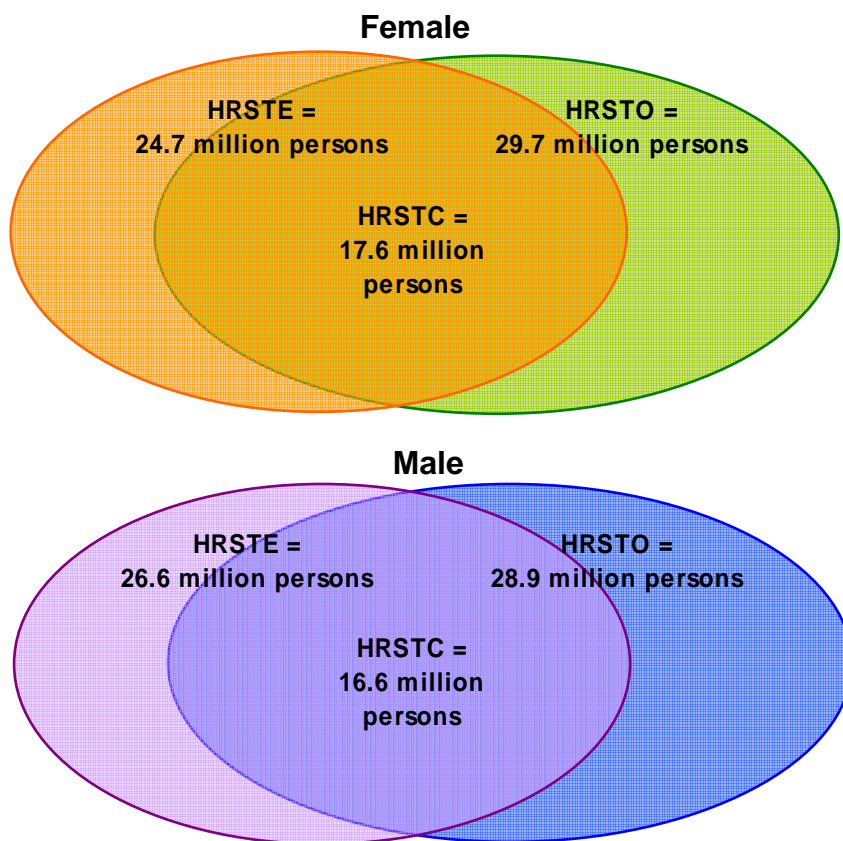 Female
HRSTE =
24.7 million persons
HRSTO =
29.7 million persons
HRSTC =
17.6 million
persons
Male
HRSTE =
26.6 million persons
HRSTO =
28.9 million persons
HRSTC =
16.6 million
persons